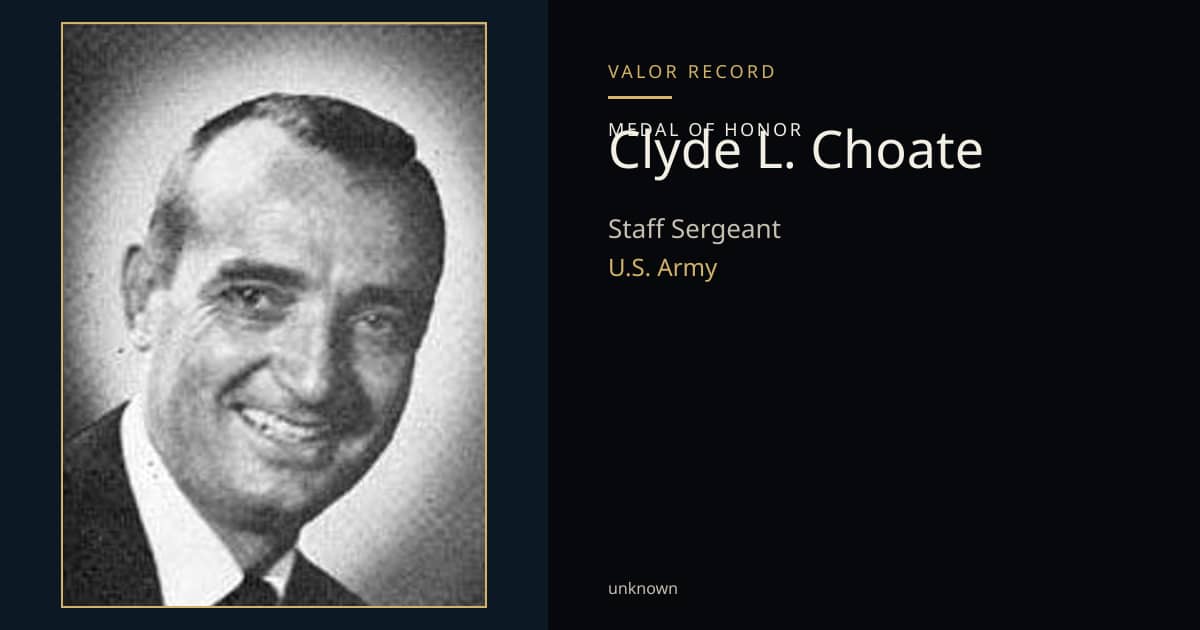 VALOR RECORD
MEDAL OF HONOR
Clyde L. Choate
Staff Sergeant
U.S. Army
unknown